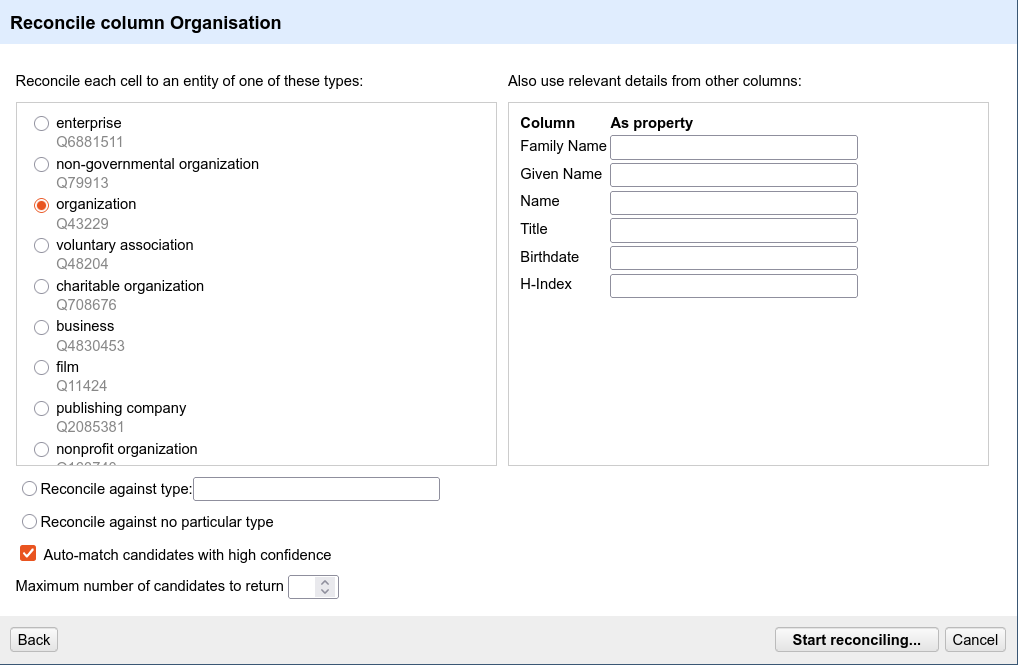 Reconcile column Organisation
Reconcile each cell to an entity of one of these types:
enterprise
Q6881511
non-governmental organization
Q79913
organization
Q43229
voluntary association
Q48204
charitable organization
Q708676
business
Q4830453
film
Q11424
publishing company
Q2085381
nonprofit organization
Also use relevant details from other columns:
Column As property
Family Name
Given Name
Name
Title
Birthdate
H-Index
Reconcile against type:
Reconcile against no particular type
Auto-match candidates with high confidence
Maximum number of candidates to return
Back Start reconciling... Cancel